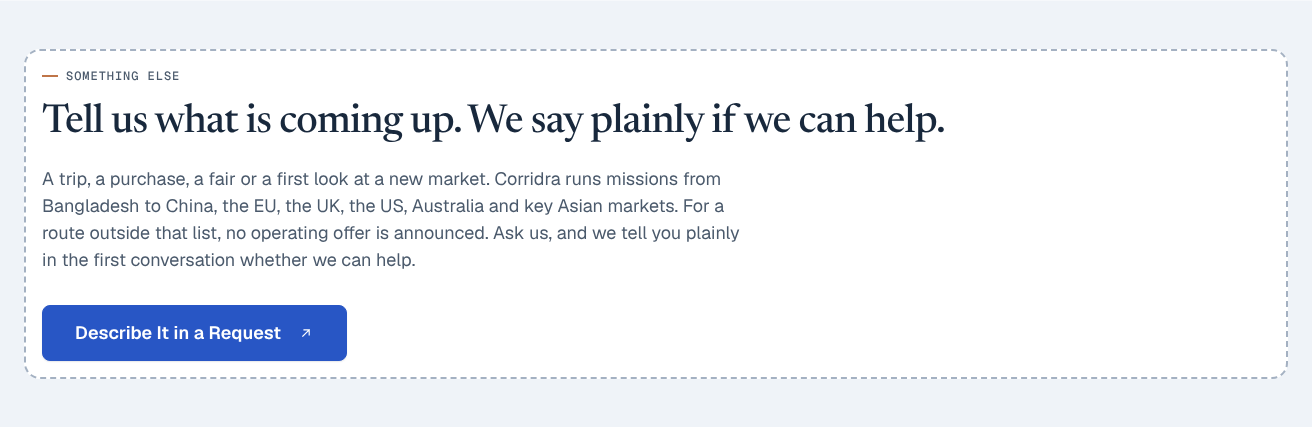 SOMETHING ELSE
Tell us what is coming up. We say plainly if we can help.
A trip, a purchase, a fair or a first look at a new market. Corridra runs missions from
Bangladesh to China, the EU, the UK, the US, Australia and key Asian markets. For a
route outside that list, no operating offer is announced. Ask us, and we tell you plainly
in the first conversation whether we can help.
Describe It in a Request